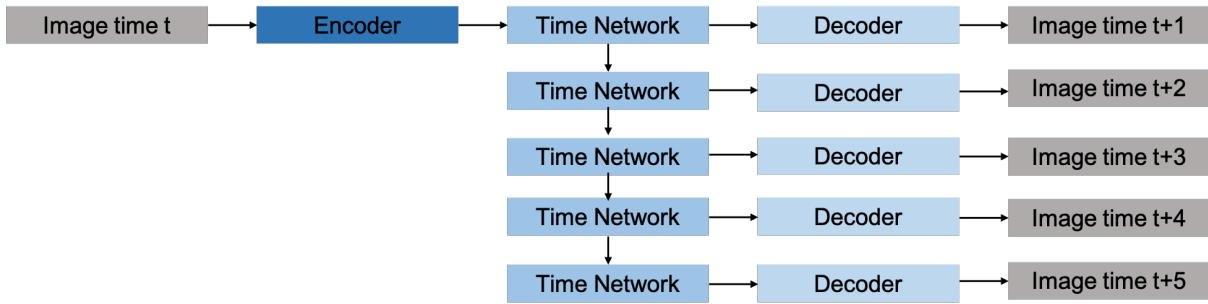 Image time t Encoder Time Network Decoder Image time t+1
Time Network Decoder Image time t+2
Time Network Decoder Image time t+3
Time Network Decoder Image time t+4
Time Network Decoder Image time t+5